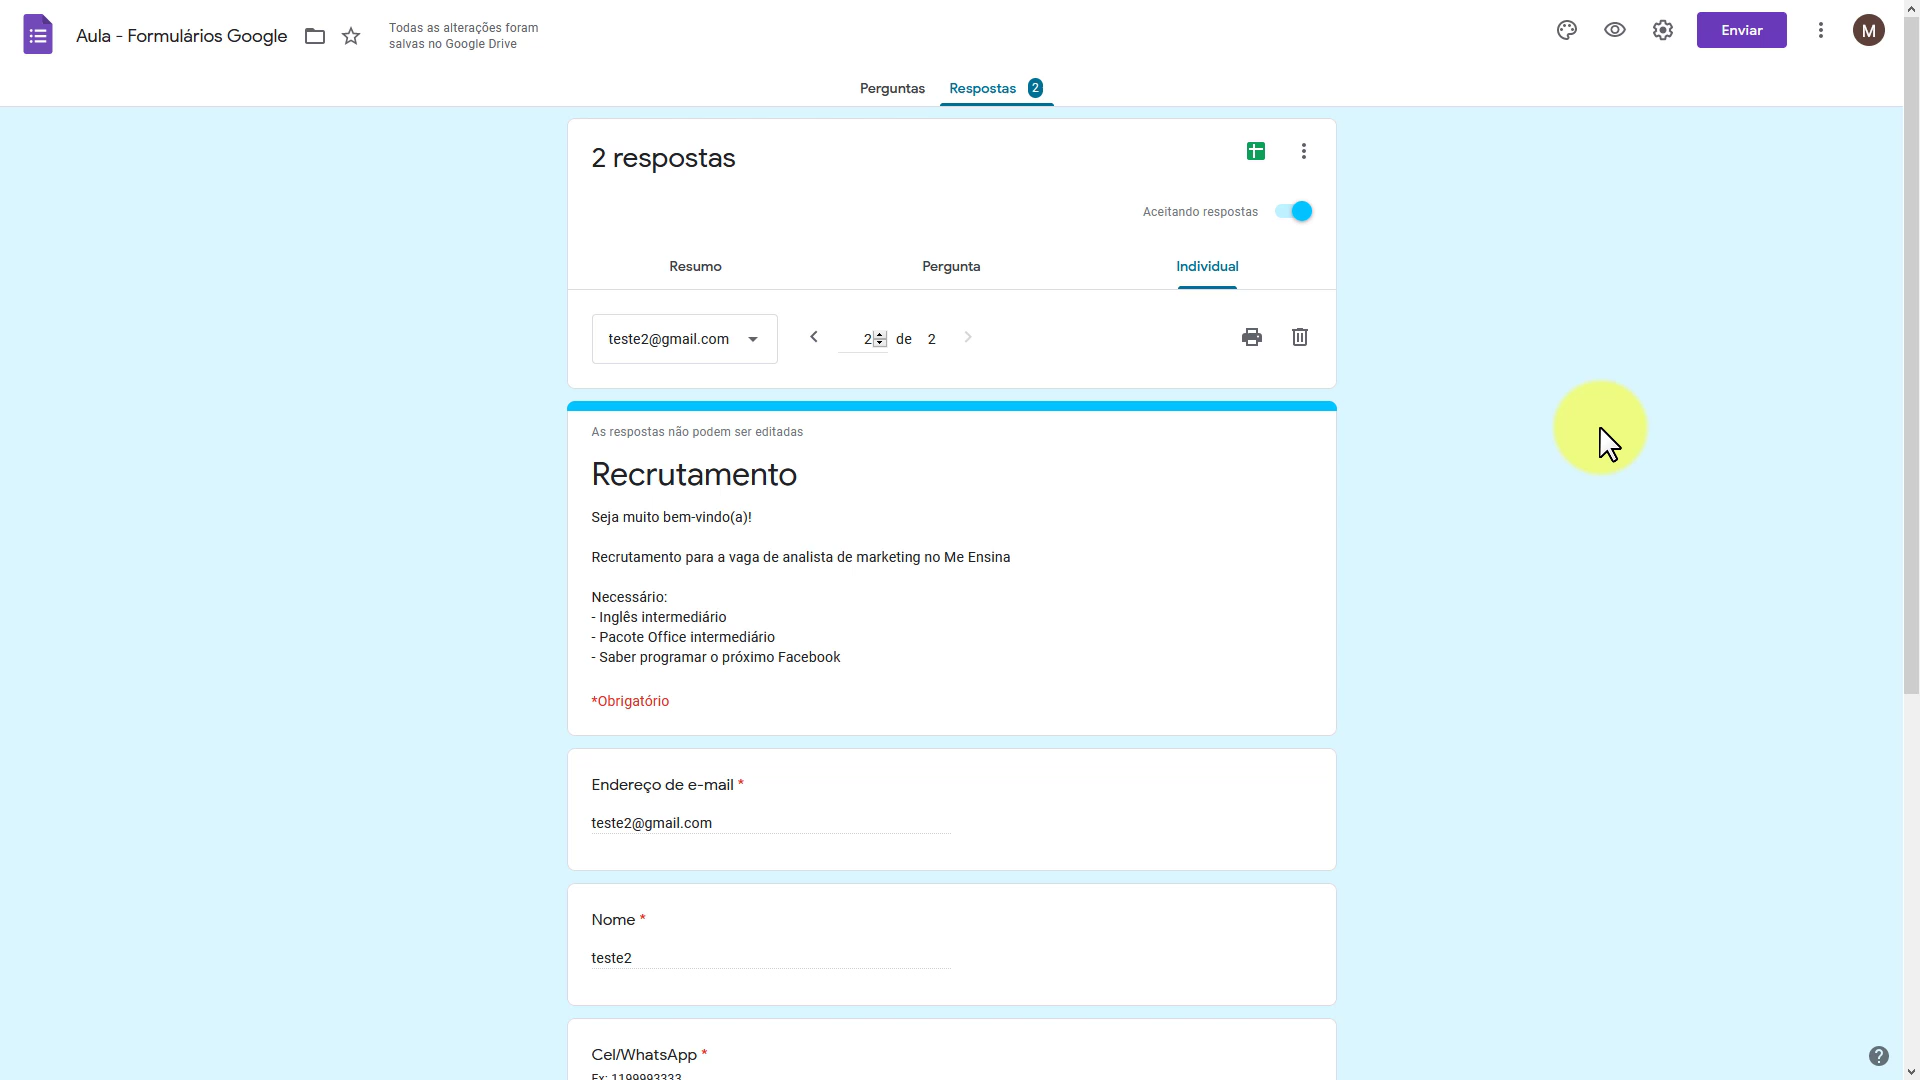 Aula - Formulários Google
Todas as alterações foram
salvas no Google Drive
Enviar
M
Perguntas
Respostas 2
2 respostas
Aceitando respostas
Resumo
Pergunta
Individual
teste2@gmail.com
2 de 2
As respostas não podem ser editadas
Recrutamento
Seja muito bem-vindo(a)!
Recrutamento para a vaga de analista de marketing no Me Ensina
Necessário:
- Inglês intermediário
- Pacote Office intermediário
- Saber programar o próximo Facebook
*Obrigatório
Endereço de e-mail *
teste2@gmail.com
Nome *
teste2
Cel/WhatsApp *
Ex: 1199993333